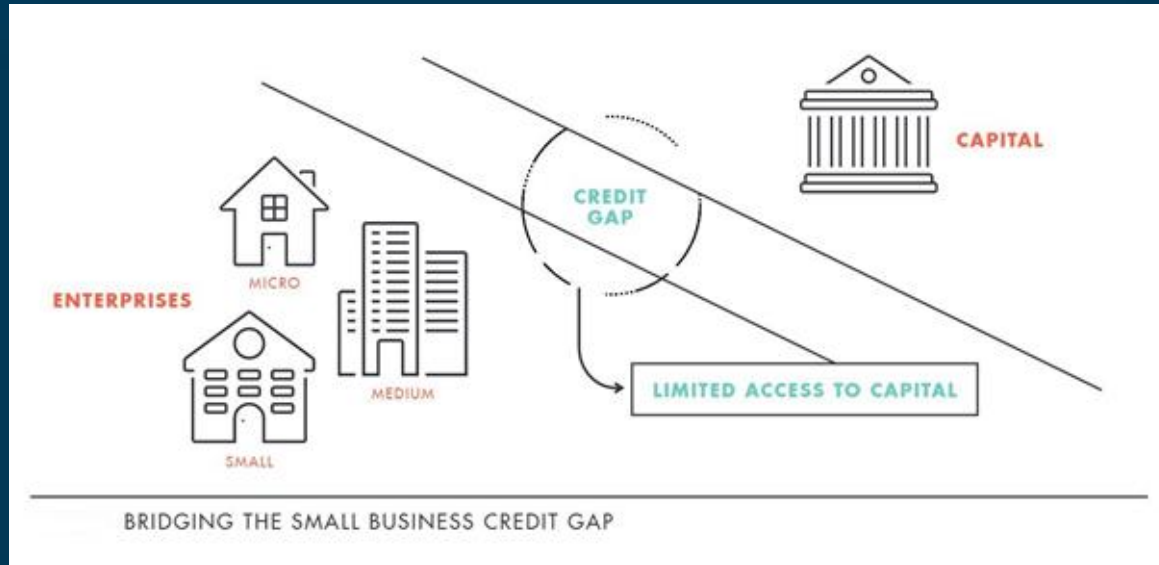 CAPITAL
CREDIT
GAP
MICRO
ENTERPRISES
MEDIUM
LIMITED ACCESS TO CAPITAL
SMALL
BRIDGING THE SMALL BUSINESS CREDIT GAP